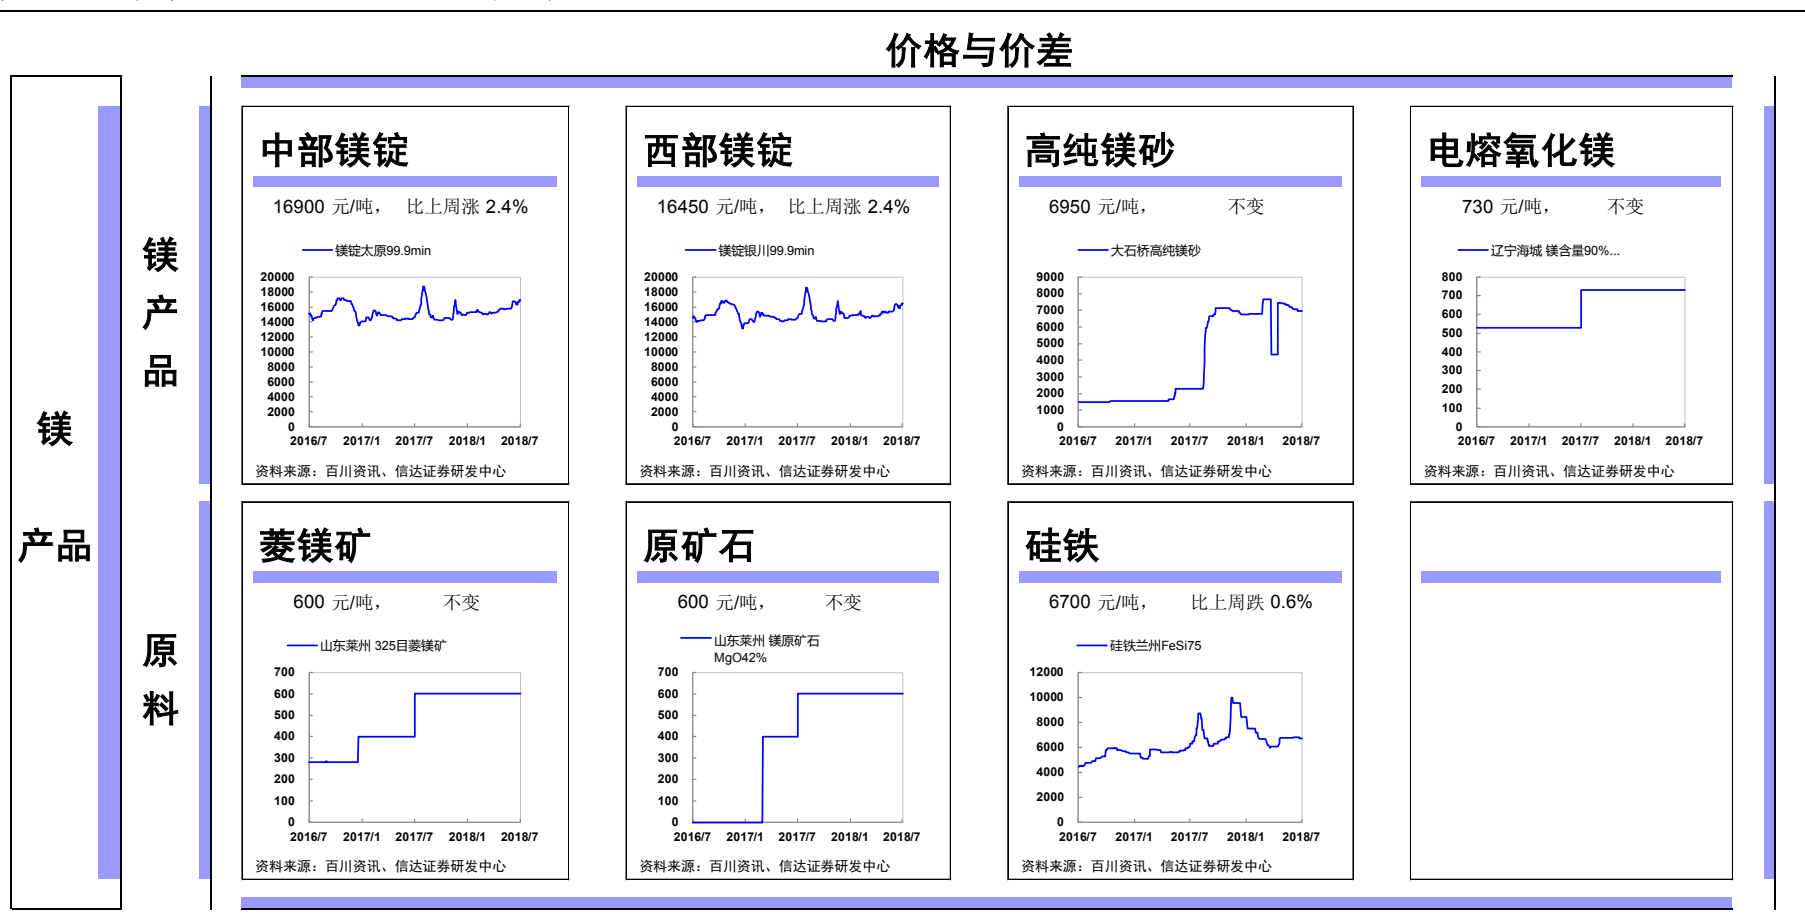 价格与价差
镁
产品
镁
产
品
原
料
中部镁锭
16900 元/吨， 比上周涨 2.4%
镁锭太原99.9min
20000
18000
16000
14000
12000
10000
8000
6000
4000
2000
0
2016/7 2017/1 2017/7 2018/1 2018/7
资料来源：百川资讯、信达证券研发中心
西部镁锭
16450 元/吨， 比上周涨 2.4%
镁锭银川99.9min
20000
18000
16000
14000
12000
10000
8000
6000
4000
2000
0
2016/7 2017/1 2017/7 2018/1 2018/7
资料来源：百川资讯、信达证券研发中心
高纯镁砂
6950 元/吨， 不变
大石桥高纯镁砂
9000
8000
7000
6000
5000
4000
3000
2000
1000
0
2016/7 2017/1 2017/7 2018/1 2018/7
资料来源：百川资讯、信达证券研发中心
电熔氧化镁
730 元/吨， 不变
辽宁海城 镁含量90%...
800
700
600
500
400
300
200
100
0
2016/7 2017/1 2017/7 2018/1 2018/7
资料来源：百川资讯、信达证券研发中心
菱镁矿
600 元/吨， 不变
山东莱州 325目菱镁矿
700
600
500
400
300
200
100
0
2016/7 2017/1 2017/7 2018/1 2018/7
资料来源：百川资讯、信达证券研发中心
原矿石
600 元/吨， 不变
山东莱州 镁原矿石
MgO42%
700
600
500
400
300
200
100
0
2016/7 2017/1 2017/7 2018/1 2018/7
资料来源：百川资讯、信达证券研发中心
硅铁
6700 元/吨， 比上周跌 0.6%
硅铁兰州FeSi75
12000
10000
8000
6000
4000
2000
0
2016/7 2017/1 2017/7 2018/1 2018/7
资料来源：百川资讯、信达证券研发中心